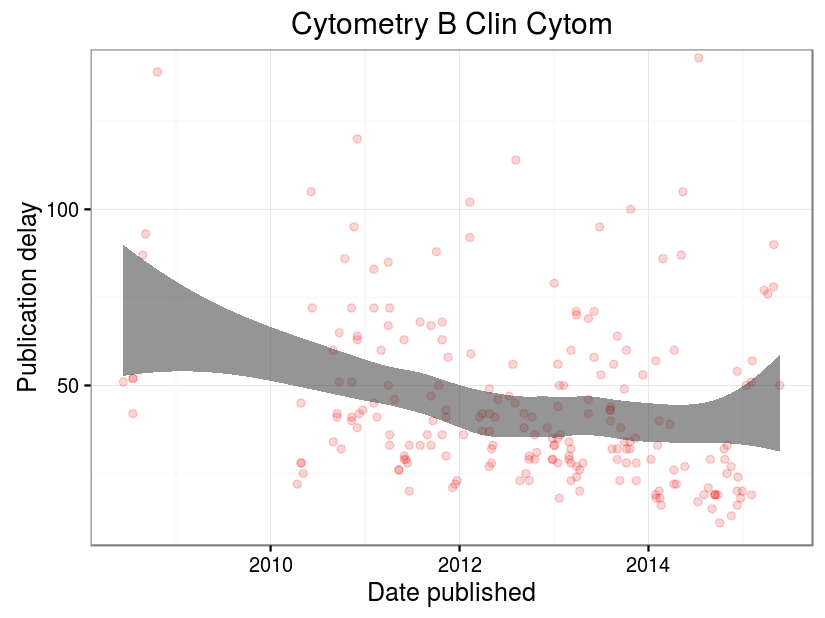 Cytometry B Clin Cytom
Publication delay
100
50
2010 2012 2014
Date published